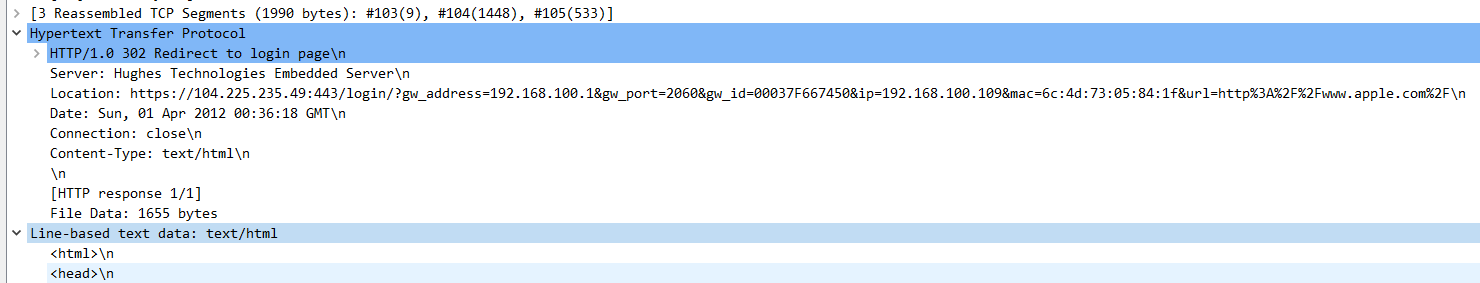 [3 Reassembled TCP Segments (1990 bytes): #103(9), #104(1448), #105(533)]
Hypertext Transfer Protocol
HTTP/1.0 302 Redirect to login page\n
Server: Hughes Technologies Embedded Server\n
Location: https://104.225.235.49:443/login/?gw_address=192.168.100.1&gw_port=2060&gw_id=00037F667450&ip=192.168.100.109&mac=6c:4d:73:05:84:1f&url=http%3A%2F%2Fwww.apple.com%2F\n
Date: Sun, 01 Apr 2012 00:36:18 GMT\n
Connection: close\n
Content-Type: text/html\n
\n
[HTTP response 1/1]
File Data: 1655 bytes
Line-based text data: text/html
<html>\n
<head>\n